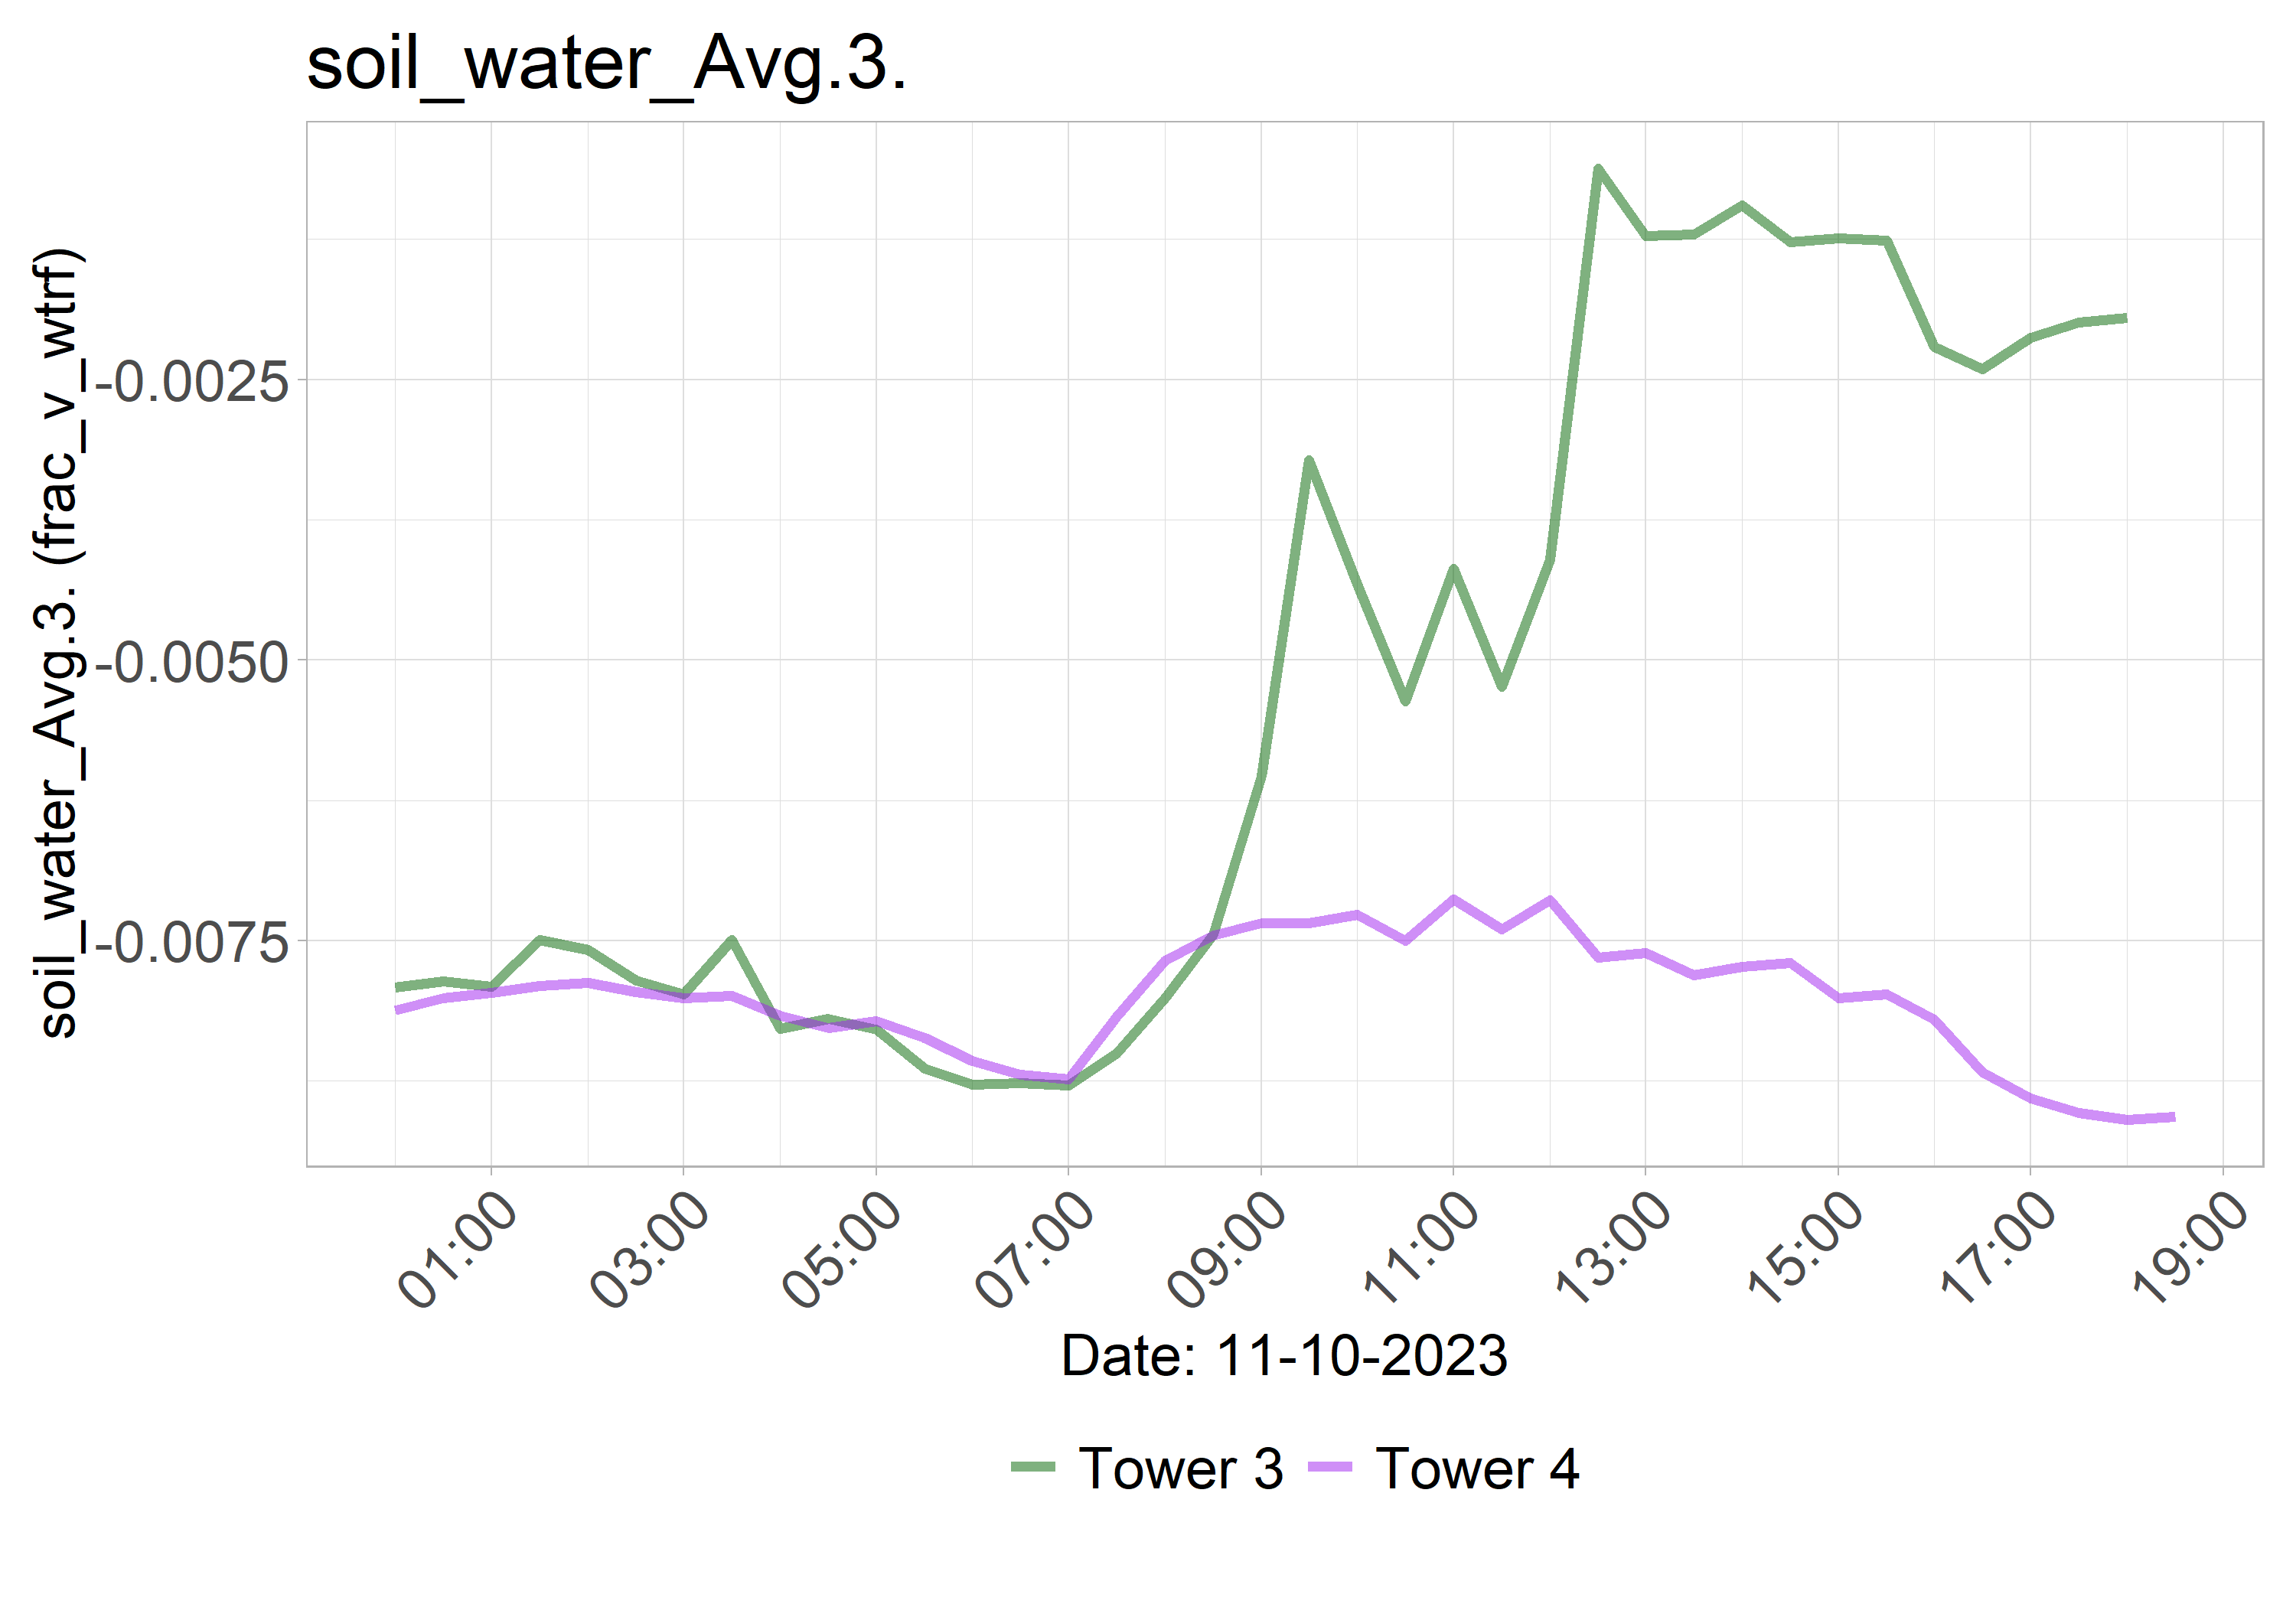 soil_water_Avg.3.
soil_water_Avg.3. (frac_v_wtrf)
-0.0025
-0.0050
-0.0075
01:00
03:00
05:00
07:00
09:00
11:00
13:00
15:00
17:00
19:00
Date: 11-10-2023
Tower 3
Tower 4